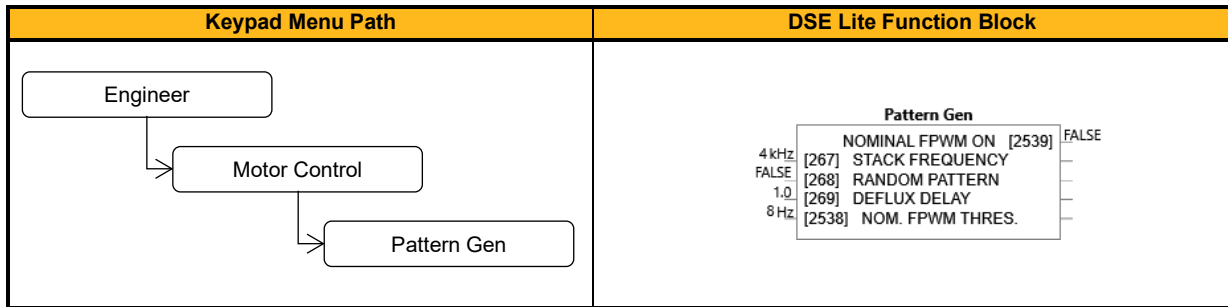 Keypad Menu Path
DSE Lite Function Block
Engineer
Motor Control
Pattern Gen
Pattern Gen
NOMINAL FPWM ON [2539] FALSE
4 kHz [267] STACK FREQUENCY
FALSE [268] RANDOM PATTERN
1.0 [269] DEFLUX DELAY
8 Hz [2538] NOM. FPWM THRES.